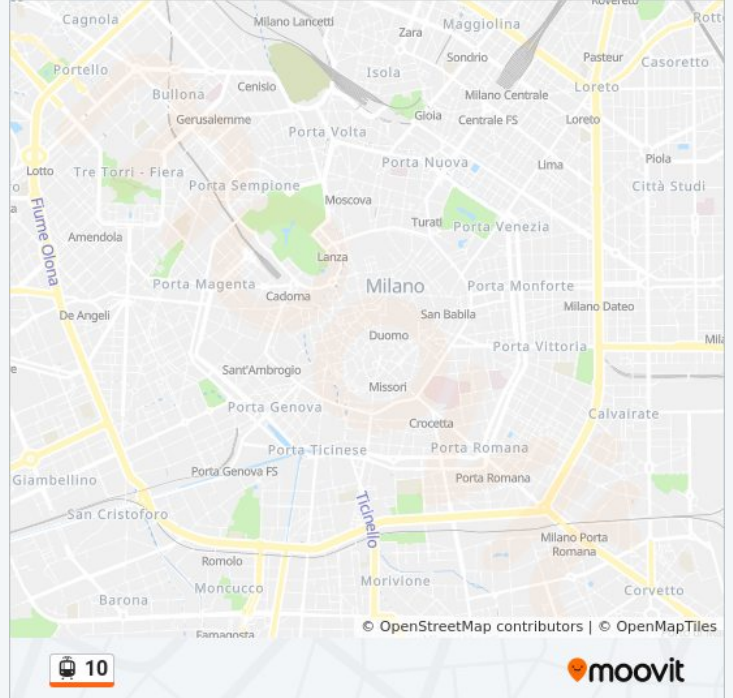 Cagnola
Milano Lancetti
Zara
Maggiolina
Rovereto
Rott
Sondrio
Pasteur
Casoretto
Portello
Isola
Bullona
Cenisio
Milano Centrale
Loreto
Gerusalemme
Gioia
Centrale FS
Loreto
Porta Volta
Lotto
Tre Torri - Fiera
Porta Nuova
Lima
Piola
Porta Sempione
Città Studi
o
a
Moscova
Fiume Olona
Amendola
Turati
Porta Venezia
Lanza
Porta Magenta
Cadorna
Milano
Porta Monforte
De Angeli
San Babila
Milano Dateo
Duomo
Porta Vittoria
Mila
e
Sant'Ambrogio
Missori
Porta Genova
Crocetta
Calvairate
Porta Ticinese
Porta Romana
Giambellino
Porta Genova FS
Porta Romana
San Cristoforo
Ticinello
Milano Porta
Romana
Romolo
Moncucco
Morivione
Barona
Corvetto
Famagosta
© OpenStreetMap contributors | © OpenMapTiles
10
moovit